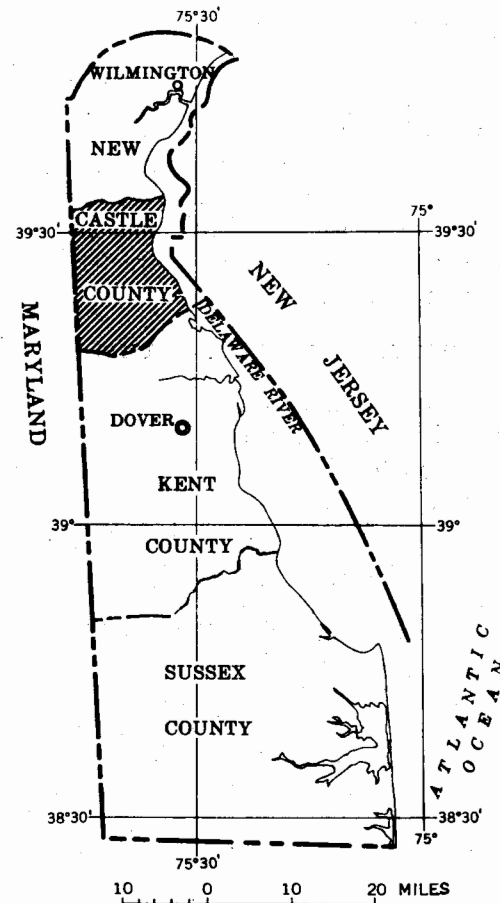 75°30'
WILMINGTON
NEW
CASTLE
COUNTY
75°
39°30'
39°30'
NEW
JERSEY
MARYLAND
DELAWARE RIVER
DOVER
KENT
COUNTY
39°
39°
SUSSEX
COUNTY
ATLANTIC
OCEAN
38°30'
38°30'
75°
75°30'
10 0 10 20 MILES